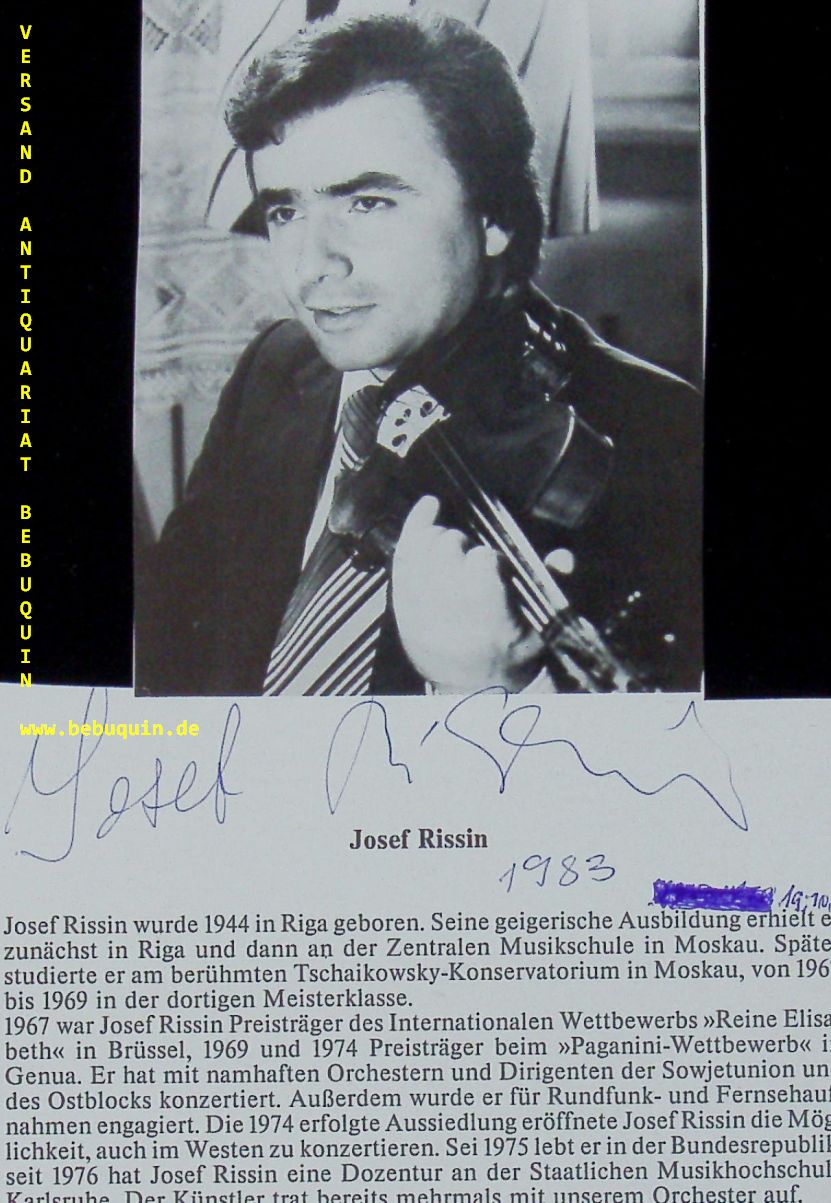 VERSAND ANTIQUARIAT BEBUQUIN
www.bebuquin.de
Josef Rissin
Josef Rissin
1983
Josef Rissin wurde 1944 in Riga geboren. Seine geigerische Ausbildung erhielt e
zunächst in Riga und dann an der Zentralen Musikschule in Moskau. Späte
studierte er am berühmten Tschaikowsky-Konservatorium in Moskau, von 196
bis 1969 in der dortigen Meisterklasse.
1967 war Josef Rissin Preisträger des Internationalen Wettbewerbs »Reine Elisa
beth« in Brüssel, 1969 und 1974 Preisträger beim »Paganini-Wettbewerb« i
Genua. Er hat mit namhaften Orchestern und Dirigenten der Sowjetunion un
des Ostblocks konzertiert. Außerdem wurde er für Rundfunk- und Fernsehauf
nahmen engagiert. Die 1974 erfolgte Aussiedlung eröffnete Josef Rissin die Mög
lichkeit, auch im Westen zu konzertieren. Sei 1975 lebt er in der Bundesrepublik
seit 1976 hat Josef Rissin eine Dozentur an der Staatlichen Musikhochschul
Karlsruhe. Der Künstler trat bereits mehrmals mit unserem Orchester auf.